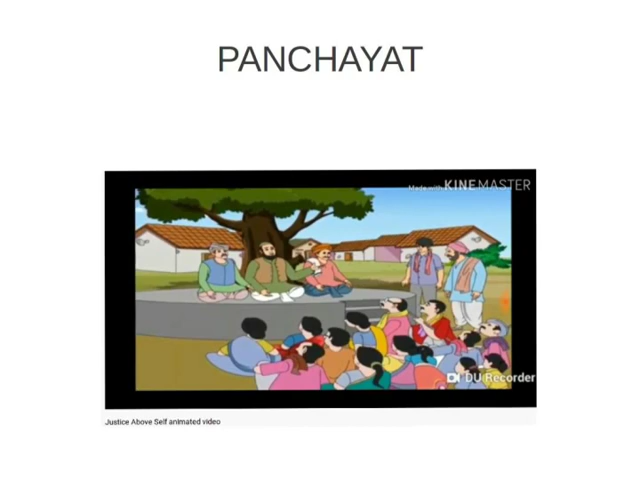 PANCHAYAT
Made with KINEMASTER
DU Recorder
Justice Above Self animated video